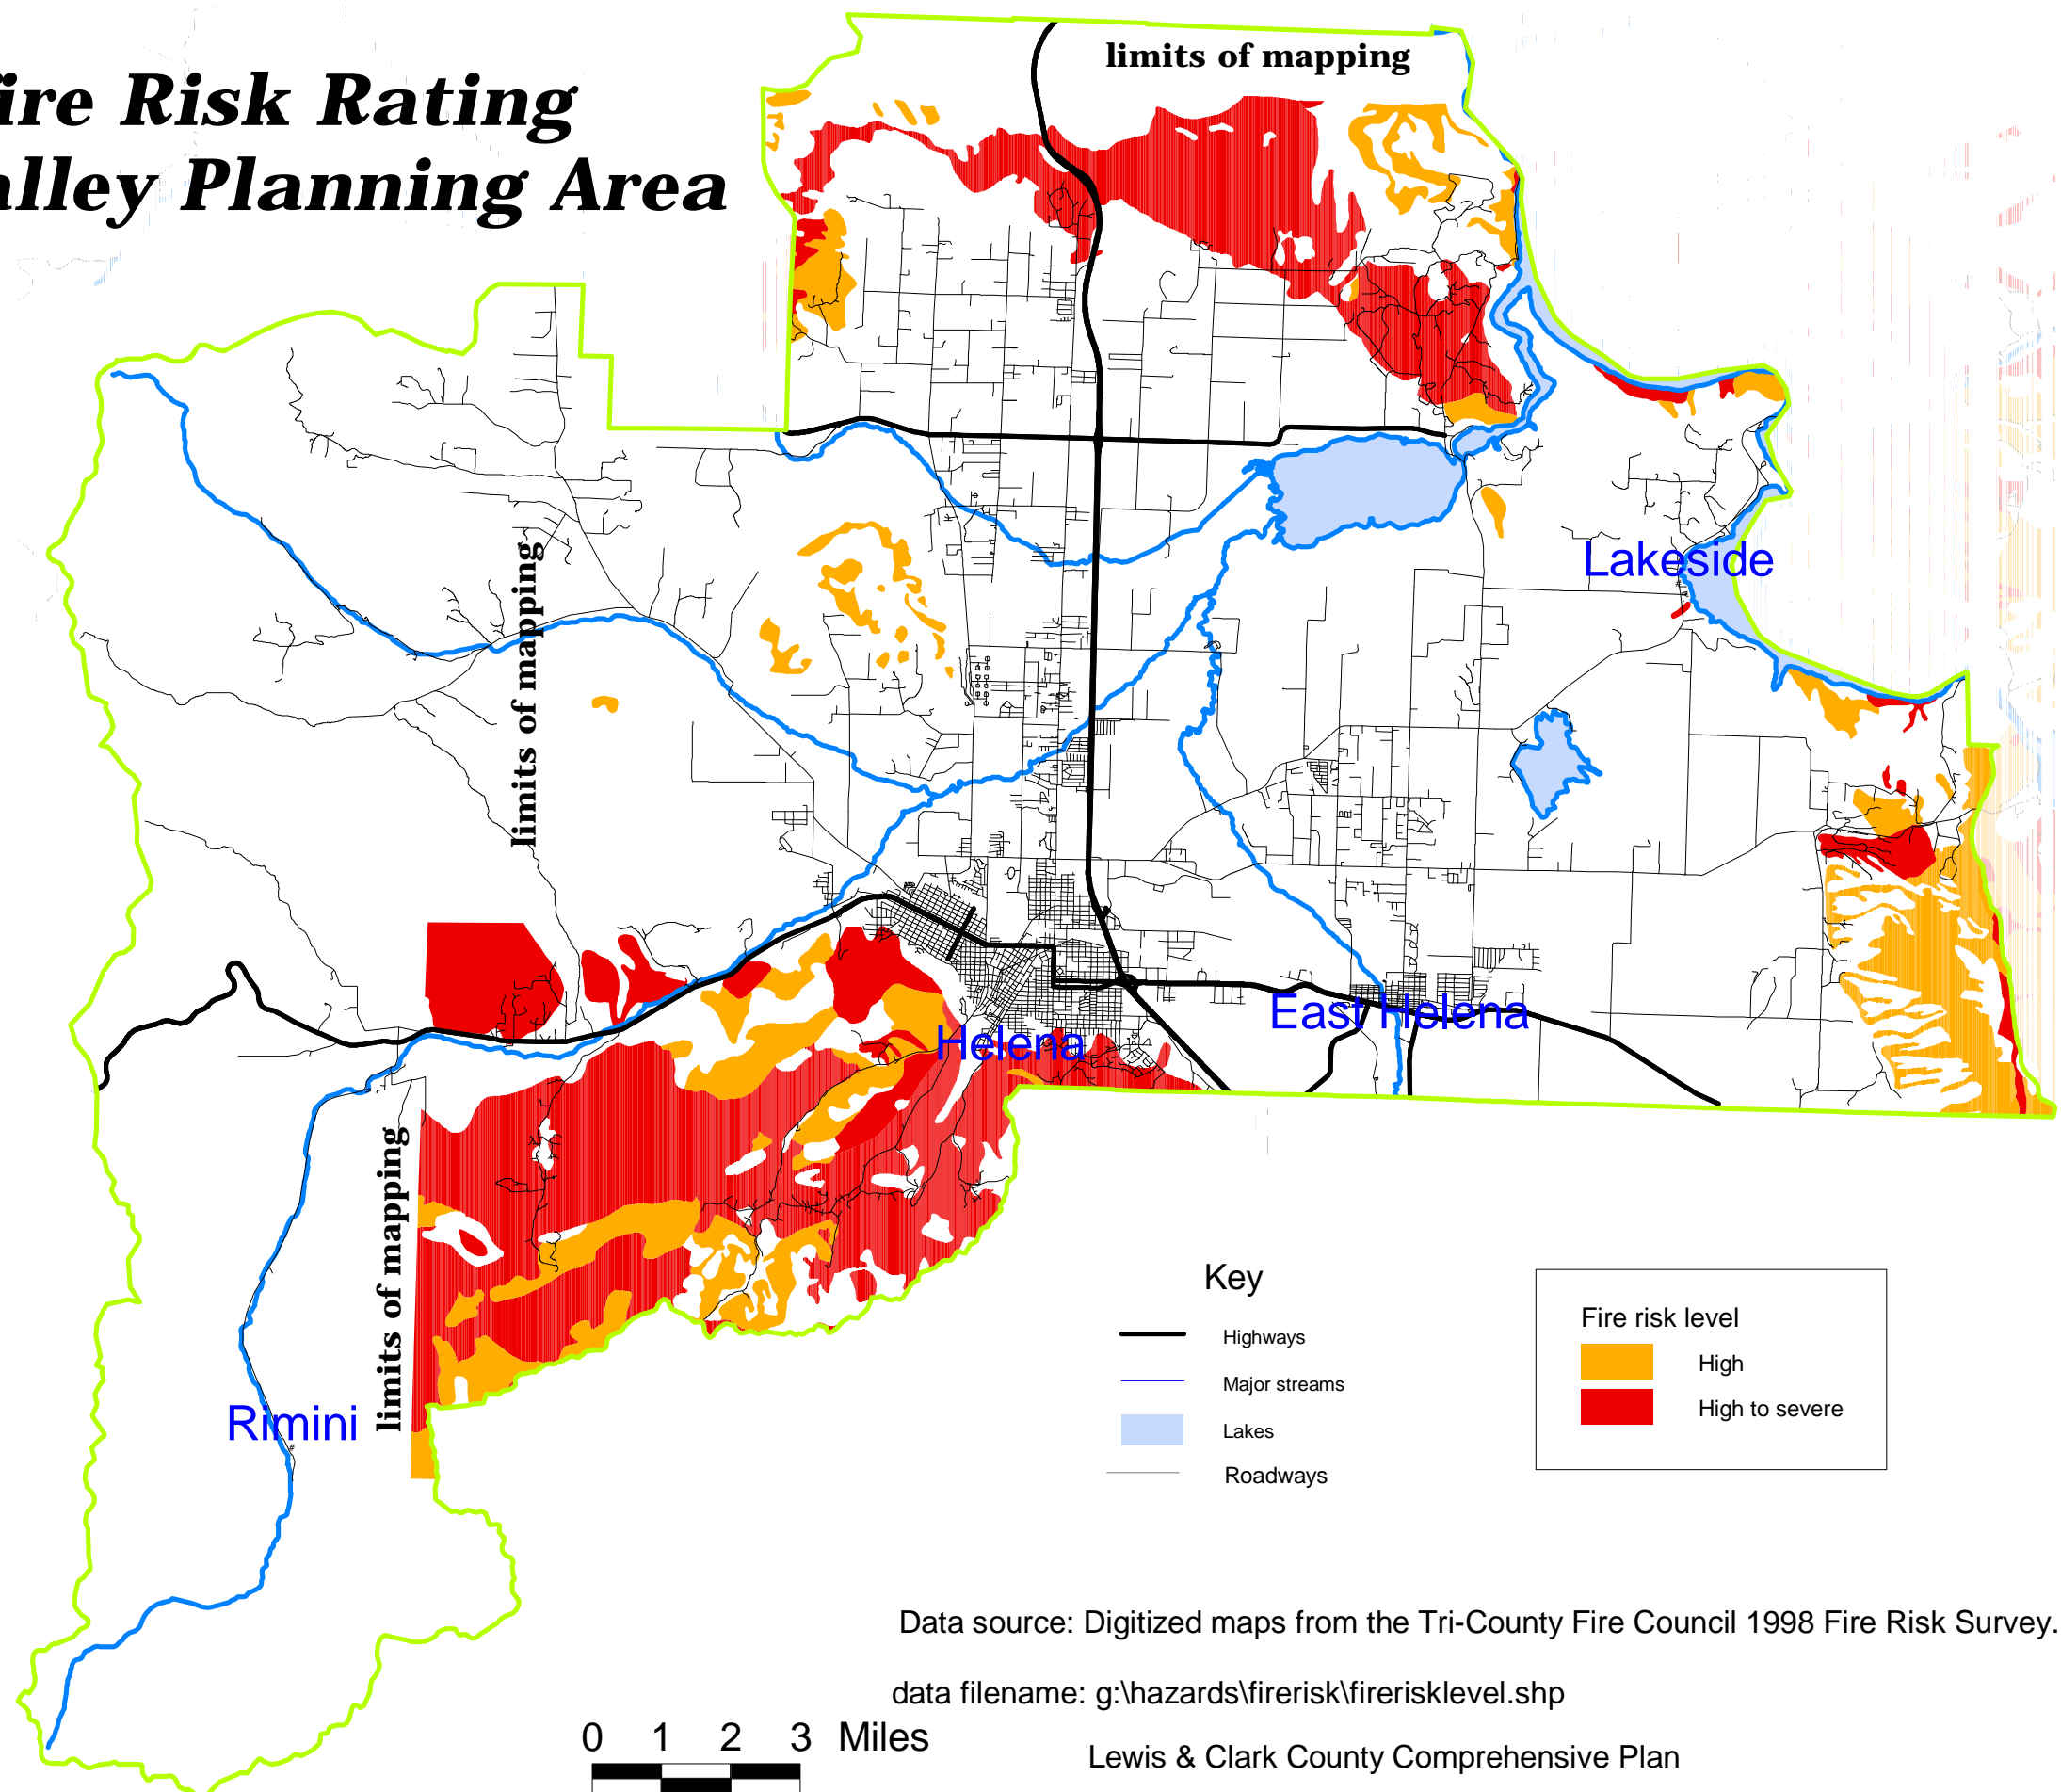 ire Risk Rating
alley Planning Area
limits of mapping
limits of mapping
Lakeside
East Helena
Helena
limits of mapping
Rimini
Key
Highways
Major streams
Lakes
Roadways
Fire risk level
High
High to severe
Data source: Digitized maps from the Tri-County Fire Council 1998 Fire Risk Survey.
data filename: g:\hazards\firerisk\firerisklevel.shp
0 1 2 3 Miles
Lewis & Clark County Comprehensive Plan